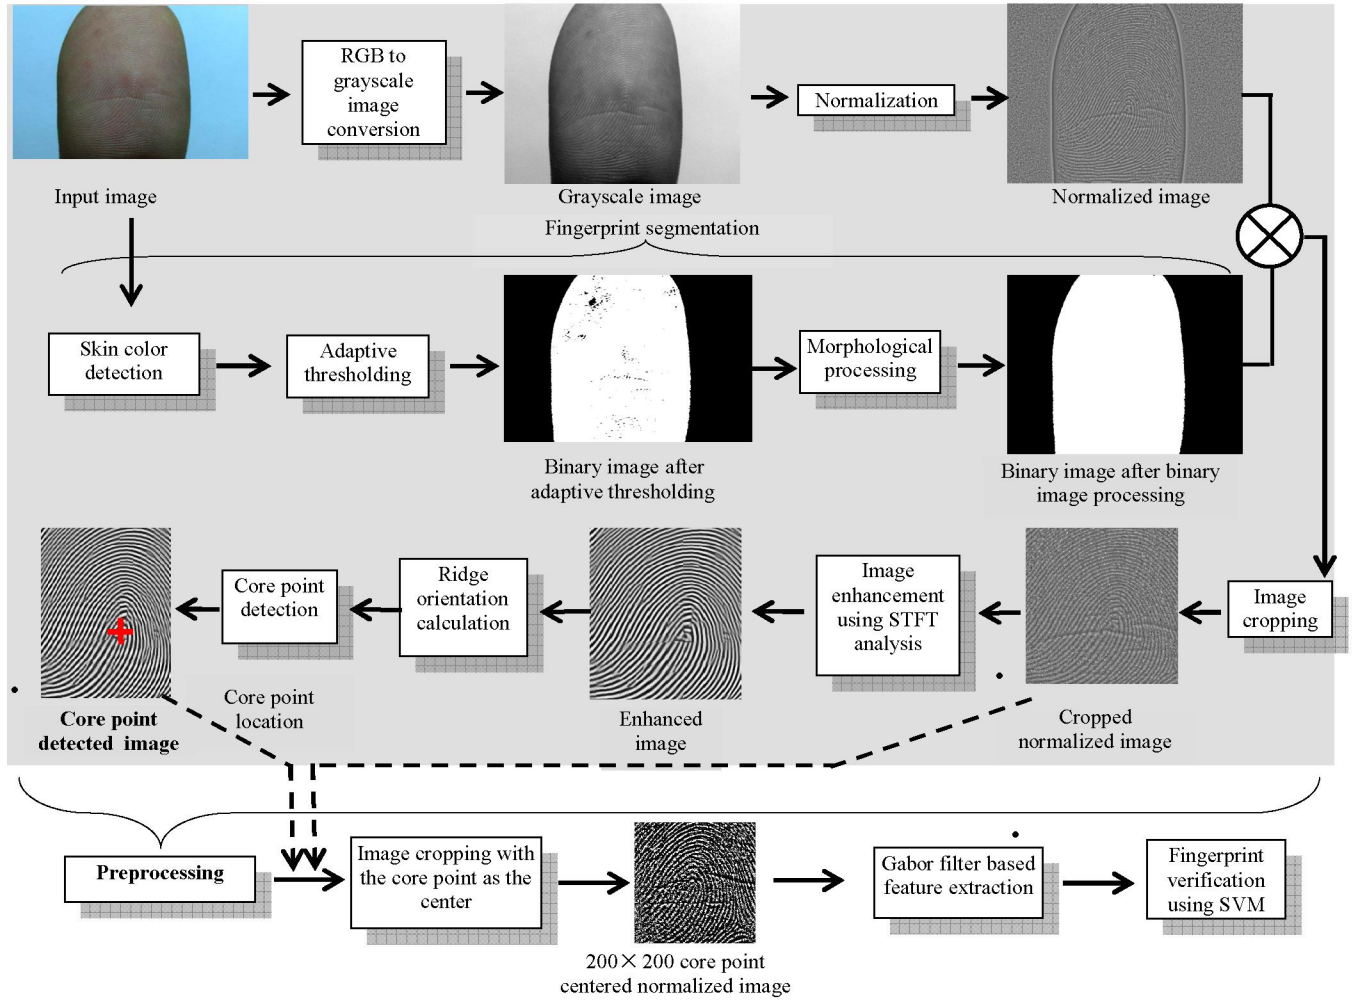 RGB to
grayscale
image
conversion
Normalization
Input image
Grayscale image
Normalized image
Fingerprint segmentation
Skin color
detection
Adaptive
thresholding
Morphological
processing
Binary image after
adaptive thresholding
Binary image after binary
image processing
Core point
detection
Ridge
orientation
calculation
Image
enhancement
using STFT
analysis
Image
cropping
Core point
detected image
Core point
location
Enhanced
image
Cropped
normalized image
Preprocessing
Image cropping with
the core point as the
center
Gabor filter based
feature extraction
Fingerprint
verification
using SVM
200×200 core point
centered normalized image